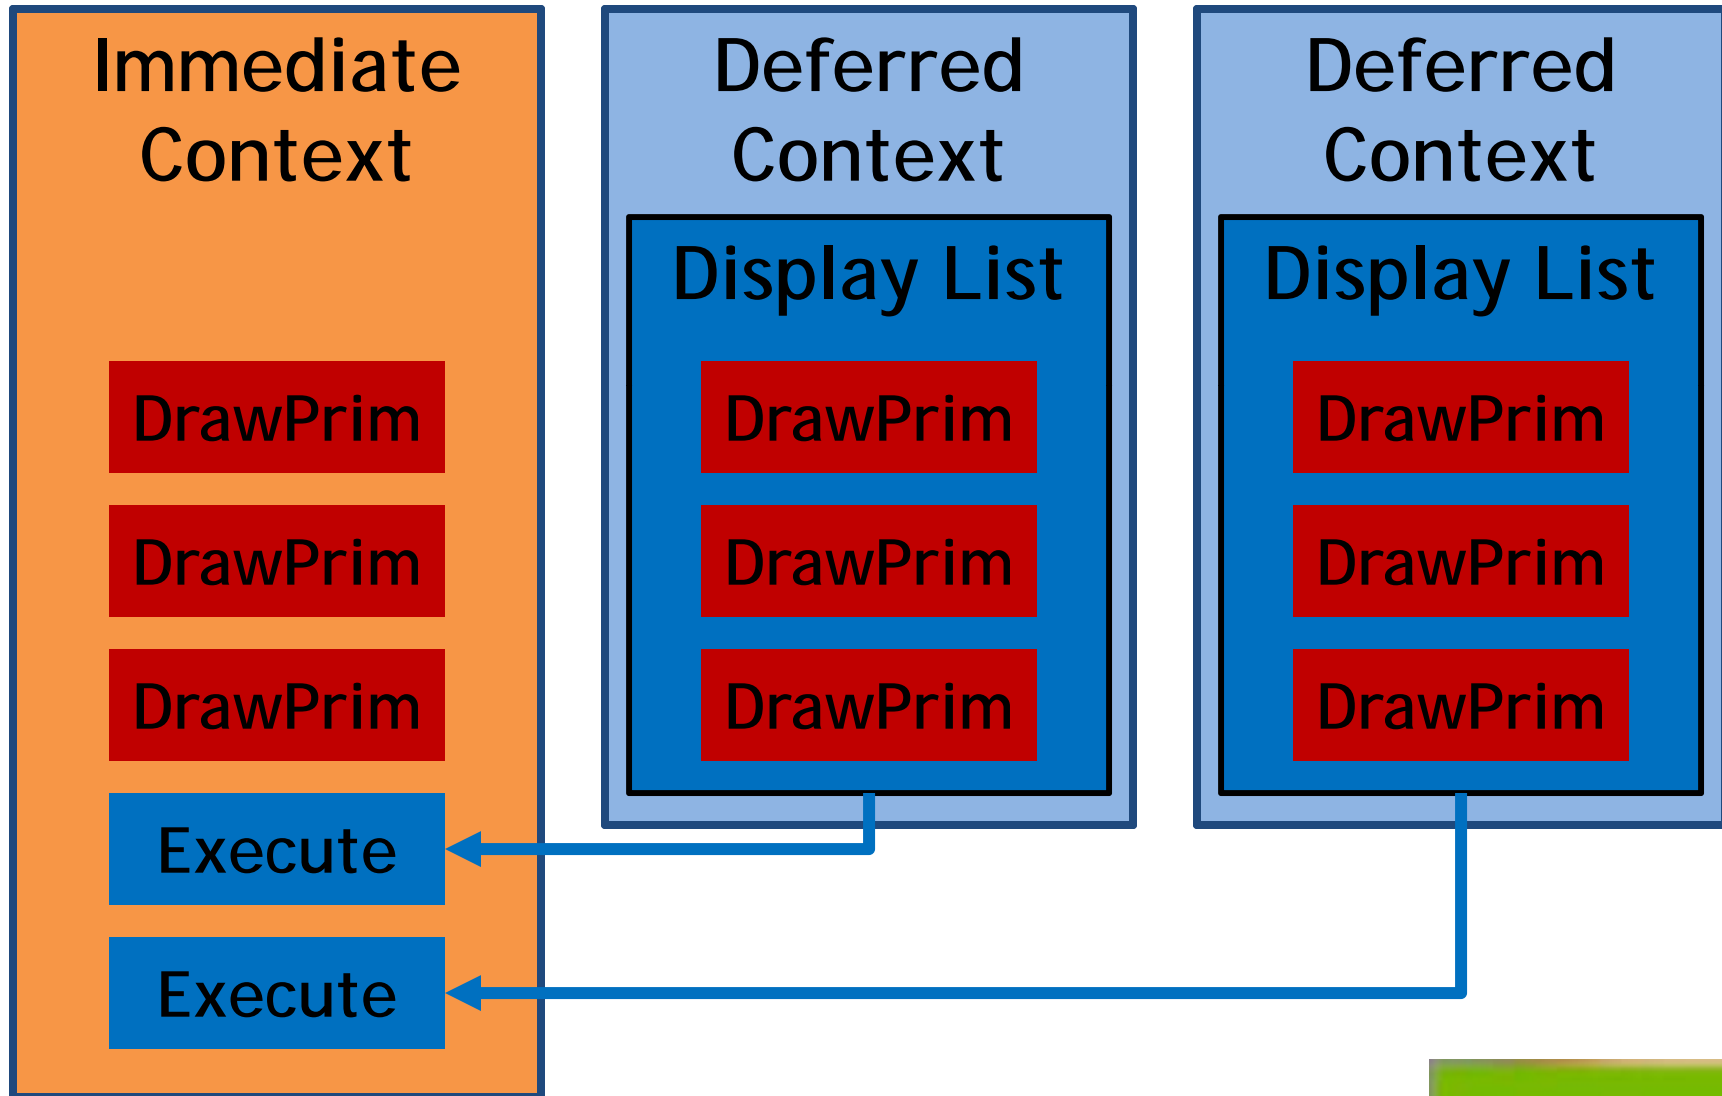 Immediate
Context
DrawPrim
DrawPrim
DrawPrim
Execute
Execute
Deferred
Context
Display List
DrawPrim
DrawPrim
DrawPrim
Deferred
Context
Display List
DrawPrim
DrawPrim
DrawPrim